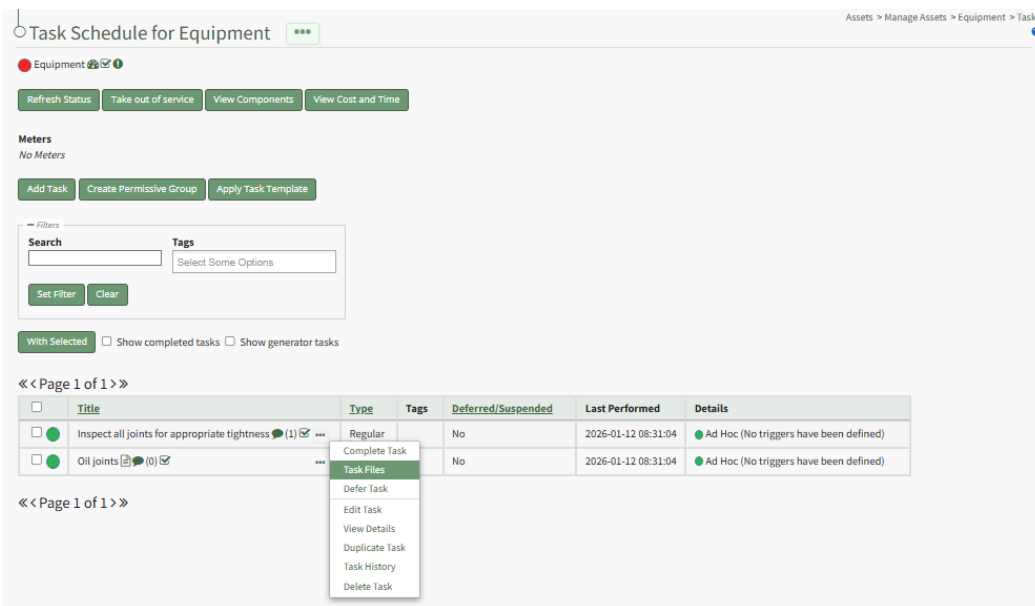 Assets > Manage Assets > Equipment > Task
Task Schedule for Equipment
Equipment
Refresh Status Take out of service View Components View Cost and Time
Meters
No Meters
Add Task Create Permissive Group Apply Task Template
Filters
Search Tags
Select Some Options
Set Filter Clear
With Selected Show completed tasks Show generator tasks
« < Page 1 of 1 > »
Title Type Tags Deferred/Suspended Last Performed Details
Inspect all joints for appropriate tightness (1) ... Regular No 2026-01-12 08:31:04 Ad Hoc (No triggers have been defined)
Oil joints (0) ... No 2026-01-12 08:31:04 Ad Hoc (No triggers have been defined)
Complete Task
Task Files
Defer Task
Edit Task
View Details
Duplicate Task
Task History
Delete Task
« < Page 1 of 1 > »